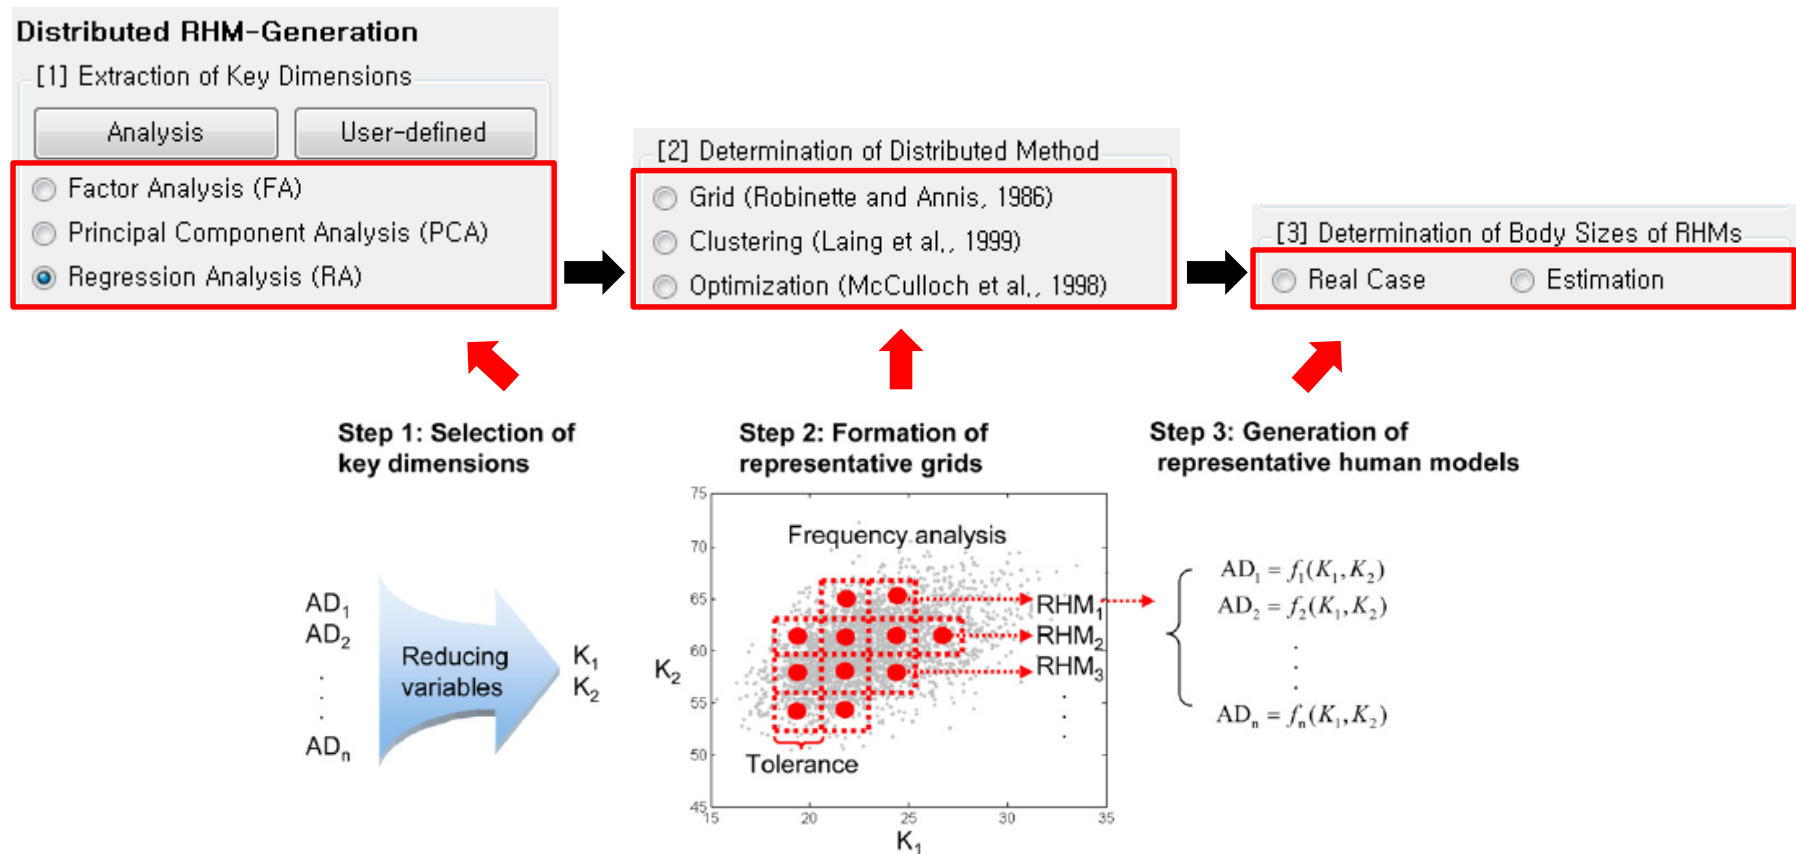 Distributed RHM-Generation
[1] Extraction of Key Dimensions
Analysis
User-defined
Factor Analysis (FA)
Principal Component Analysis (PCA)
Regression Analysis (RA)
[2] Determination of Distributed Method
Grid (Robinette and Annis, 1986)
Clustering (Laing et al., 1999)
Optimization (McCulloch et al., 1998)
[3] Determination of Body Sizes of RHMs
Real Case
Estimation
Step 1: Selection of
key dimensions
AD₁
AD₂
.
.
.
ADₙ
Reducing
variables
K₁
K₂
Step 2: Formation of
representative grids
75
70
65
60
55
50
45
15
20
25
30
35
K₂
K₁
Frequency analysis
Tolerance
RHM₁
RHM₂
RHM₃
.
.
.
Step 3: Generation of
representative human models
AD₁ = f₁(K₁, K₂)
AD₂ = f₂(K₁, K₂)
.
.
.
.
ADₙ = fₙ(K₁, K₂)